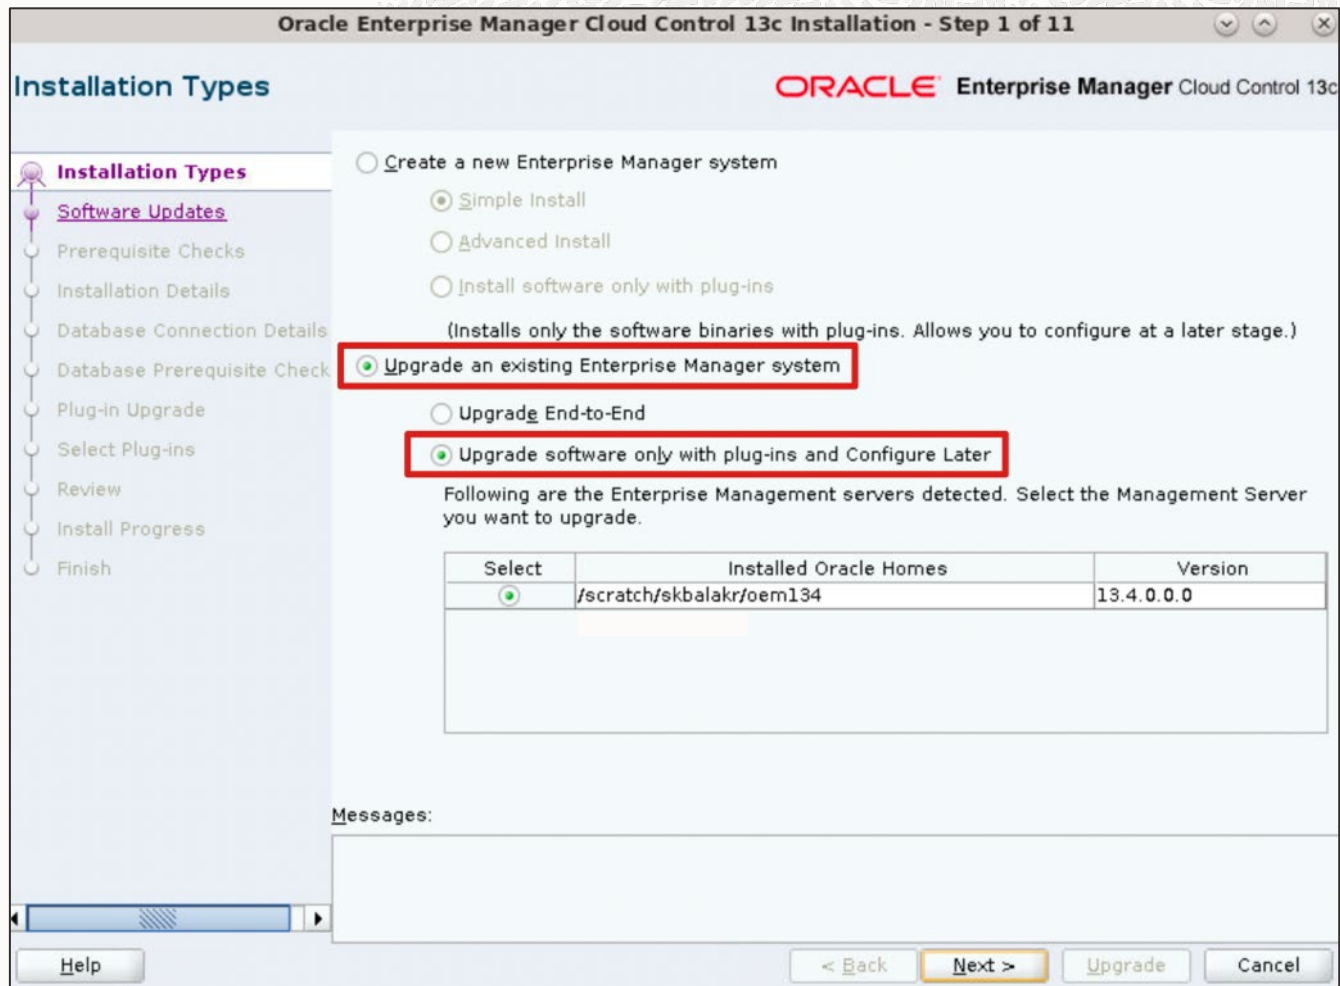 Oracle Enterprise Manager Cloud Control 13c Installation - Step 1 of 11
Installation Types
ORACLE Enterprise Manager Cloud Control 13c
Installation Types
Software Updates
Prerequisite Checks
Installation Details
Database Connection Details
Database Prerequisite Check
Plug-in Upgrade
Select Plug-ins
Review
Install Progress
Finish
Create a new Enterprise Manager system
Simple Install
Advanced Install
Install software only with plug-ins
(Installs only the software binaries with plug-ins. Allows you to configure at a later stage.)
Upgrade an existing Enterprise Manager system
Upgrade End-to-End
Upgrade software only with plug-ins and Configure Later
Following are the Enterprise Management servers detected. Select the Management Server
you want to upgrade.
Select Installed Oracle Homes Version
/scratch/skbalakr/oem134 13.4.0.0.0
Messages:
Help < Back Next > Upgrade Cancel